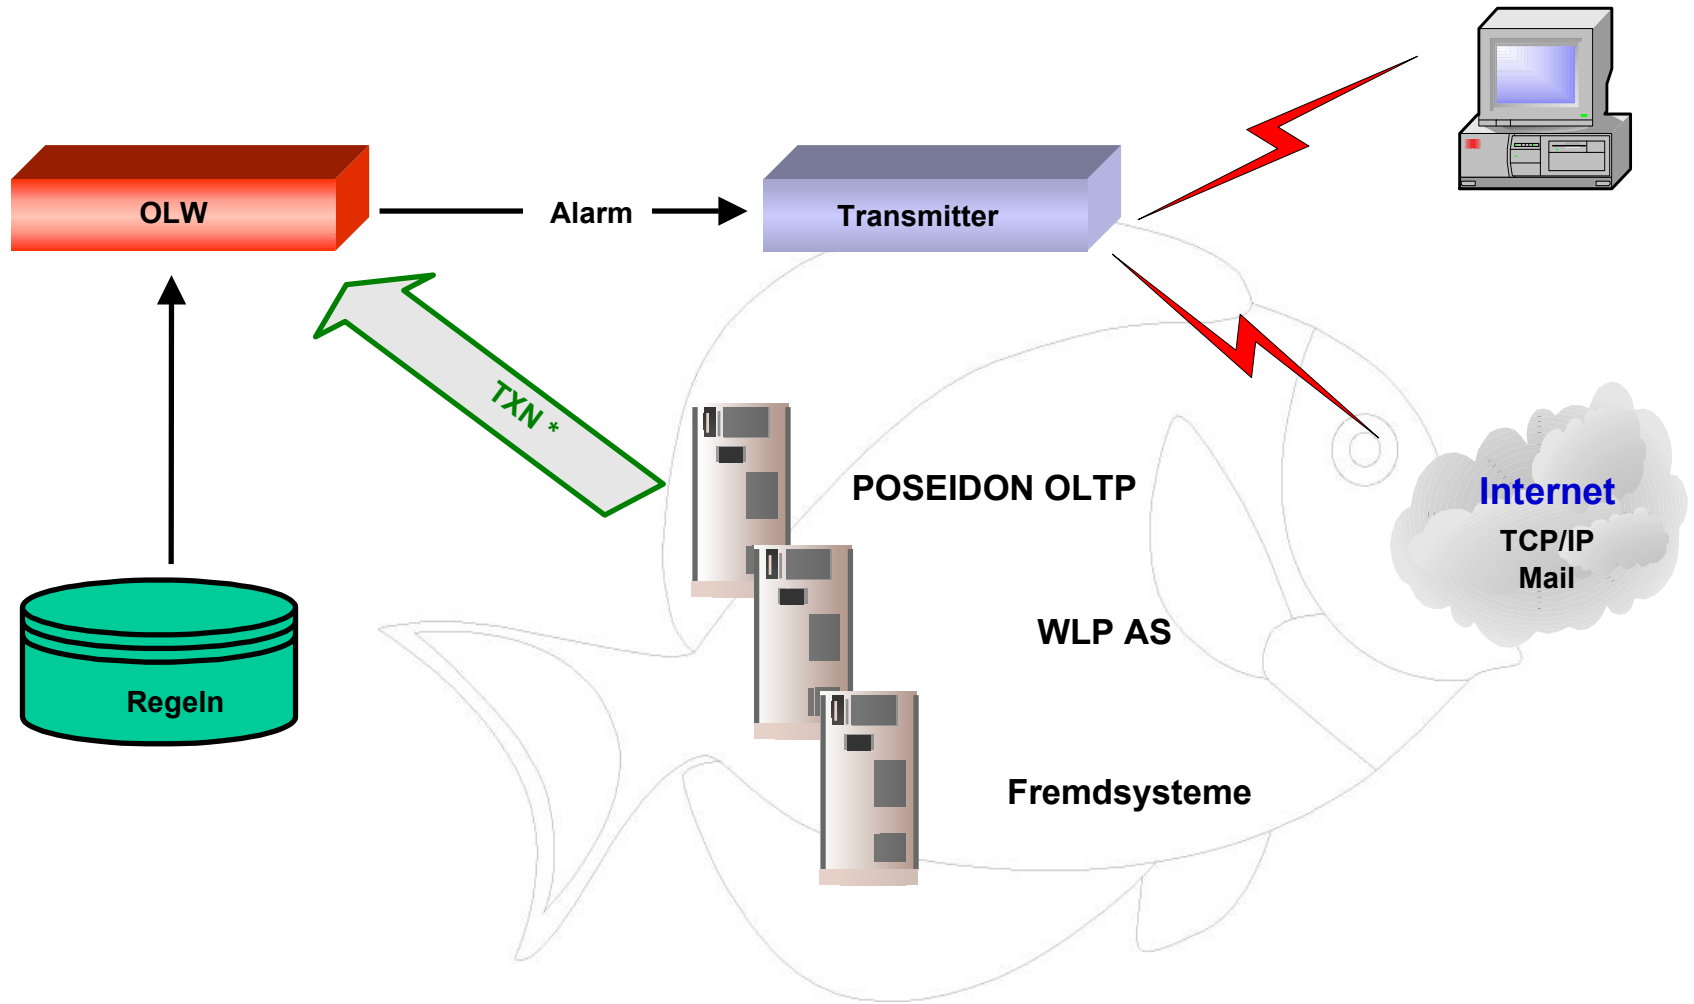 OLW
Alarm
Transmitter
TXN *
POSEIDON OLTP
Internet
TCP/IP
Mail
WLP AS
Regeln
Fremdsysteme